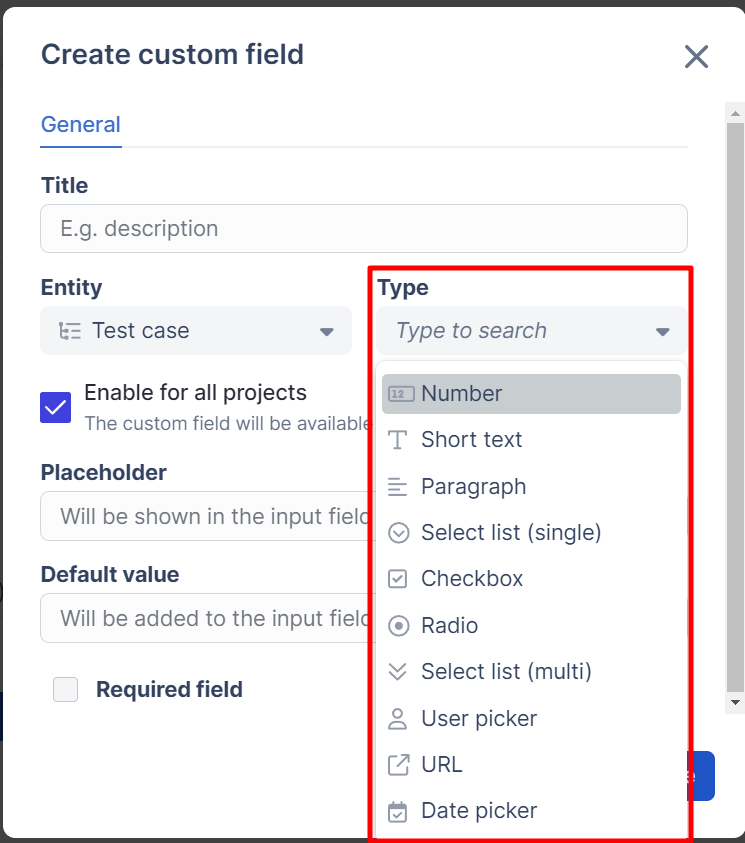 Create custom field
General
Title
E.g. description
Entity
Type
Test case
Type to search
Enable for all projects
The custom field will be available
Placeholder
Will be shown in the input field
Default value
Will be added to the input field
Required field
12 Number
Short text
Paragraph
Select list (single)
Checkbox
Radio
Select list (multi)
User picker
URL
Date picker